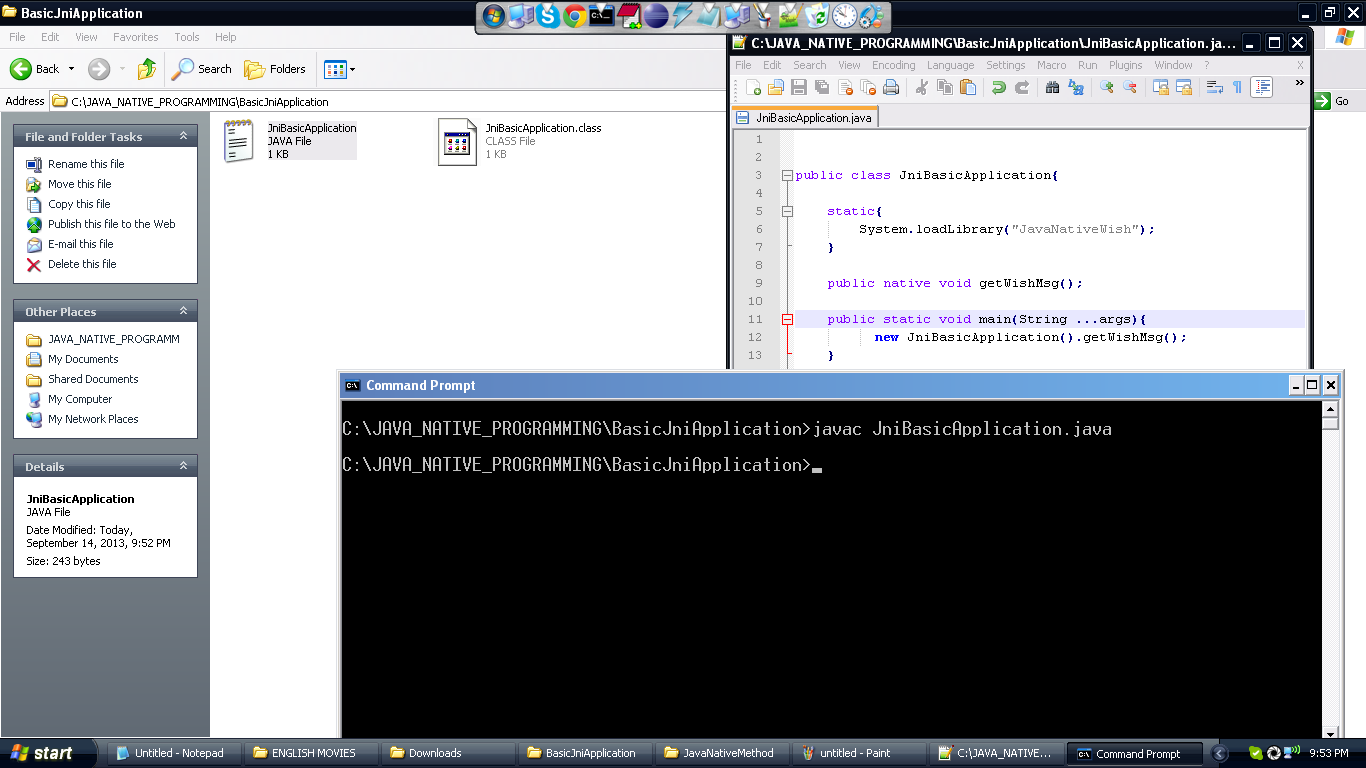 BasicJniApplication
File Edit View Favorites Tools Help
Back Search Folders
Address C:\JAVA_NATIVE_PROGRAMMING\BasicJniApplication
Go
File and Folder Tasks
Rename this file
Move this file
Copy this file
Publish this file to the Web
E-mail this file
Delete this file
Other Places
JAVA_NATIVE_PROGRAMM
My Documents
Shared Documents
My Computer
My Network Places
Details
JniBasicApplication
JAVA File
Date Modified: Today,
September 14, 2013, 9:52 PM
Size: 243 bytes
JniBasicApplication
JAVA File
1 KB
JniBasicApplication.class
CLASS File
1 KB
C:\JAVA_NATIVE_PROGRAMMING\BasicJniApplication\JniBasicApplication.ja...
File Edit Search View Encoding Language Settings Macro Run Plugins Window ? X
JniBasicApplication.java
1
2
3 public class JniBasicApplication{
4
5 static{
6 System.loadLibrary("JavaNativeWish");
7 }
8
9 public native void getWishMsg();
10
11 public static void main(String ...args){
12 new JniBasicApplication().getWishMsg();
13 }
Command Prompt
C:\JAVA_NATIVE_PROGRAMMING\BasicJniApplication>javac JniBasicApplication.java
C:\JAVA_NATIVE_PROGRAMMING\BasicJniApplication>_
start Untitled - Notepad ENGLISH MOVIES Downloads BasicJniApplication JavaNativeMethod untitled - Paint C:\JAVA_NATIVE... Command Prompt 9:53 PM